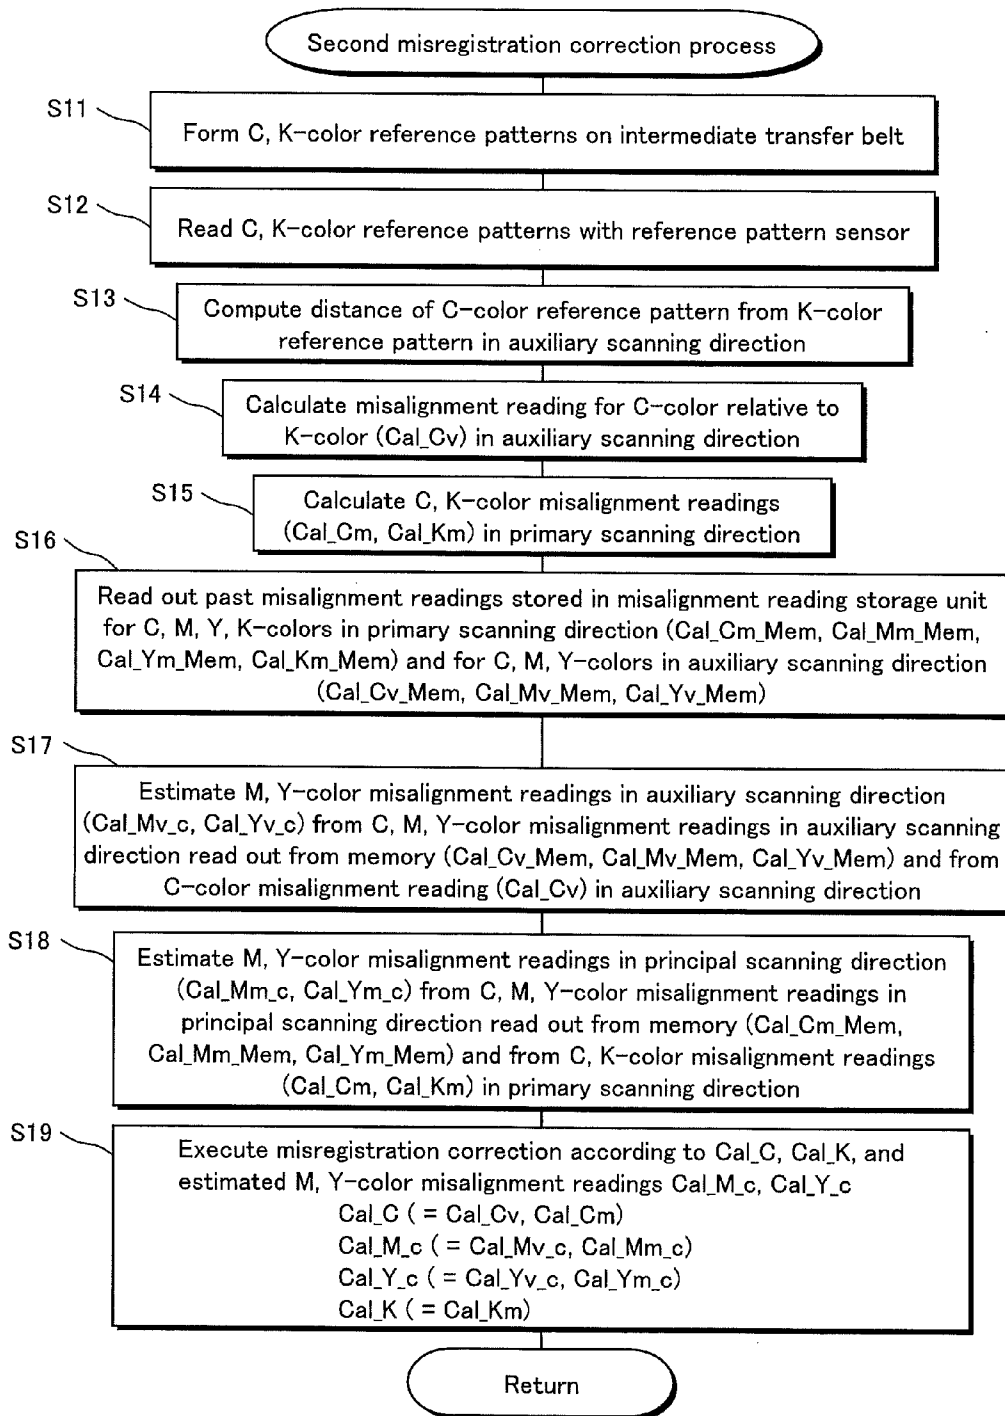 Second misregistration correction process
S11
Form C, K-color reference patterns on intermediate transfer belt
S12
Read C, K-color reference patterns with reference pattern sensor
S13
Compute distance of C-color reference pattern from K-color
reference pattern in auxiliary scanning direction
S14
Calculate misalignment reading for C-color relative to
K-color (Cal_Cv) in auxiliary scanning direction
S15
Calculate C, K-color misalignment readings
(Cal_Cm, Cal_Km) in primary scanning direction
S16
Read out past misalignment readings stored in misalignment reading storage unit
for C, M, Y, K-colors in primary scanning direction (Cal_Cm_Mem, Cal_Mm_Mem,
Cal_Ym_Mem, Cal_Km_Mem) and for C, M, Y-colors in auxiliary scanning direction
(Cal_Cv_Mem, Cal_Mv_Mem, Cal_Yv_Mem)
S17
Estimate M, Y-color misalignment readings in auxiliary scanning direction
(Cal_Mv_c, Cal_Yv_c) from C, M, Y-color misalignment readings in auxiliary scanning
direction read out from memory (Cal_Cv_Mem, Cal_Mv_Mem, Cal_Yv_Mem) and from
C-color misalignment reading (Cal_Cv) in auxiliary scanning direction
S18
Estimate M, Y-color misalignment readings in principal scanning direction
(Cal_Mm_c, Cal_Ym_c) from C, M, Y-color misalignment readings in
principal scanning direction read out from memory (Cal_Cm_Mem,
Cal_Mm_Mem, Cal_Ym_Mem) and from C, K-color misalignment readings
(Cal_Cm, Cal_Km) in primary scanning direction
S19
Execute misregistration correction according to Cal_C, Cal_K, and
estimated M, Y-color misalignment readings Cal_M_c, Cal_Y_c
Cal_C ( = Cal_Cv, Cal_Cm)
Cal_M_c ( = Cal_Mv_c, Cal_Mm_c)
Cal_Y_c ( = Cal_Yv_c, Cal_Ym_c)
Cal_K ( = Cal_Km)
Return